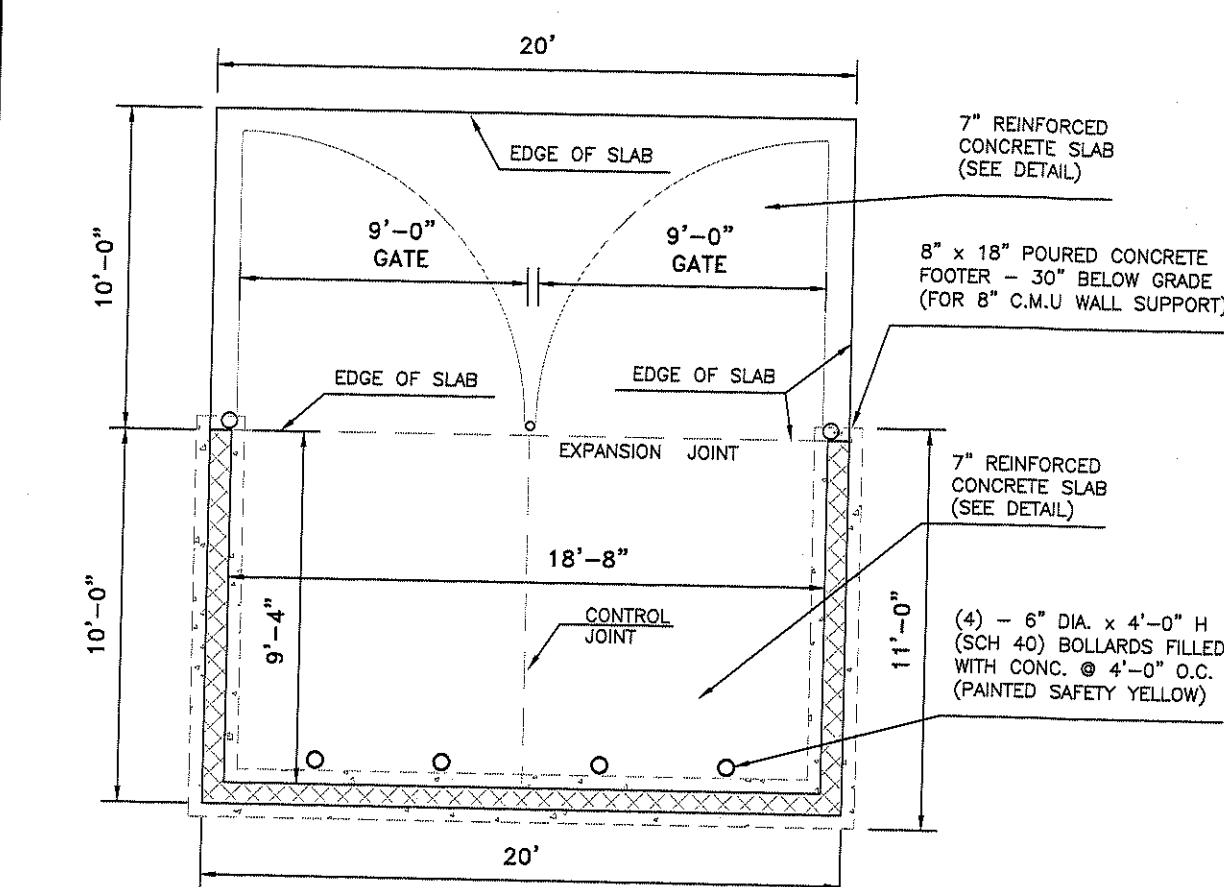 20'
EDGE OF SLAB
7" REINFORCED
CONCRETE SLAB
(SEE DETAIL)
10'-0"
9'-0"
GATE
9'-0"
GATE
8" x 18" POURED CONCRETE
FOOTER - 30" BELOW GRADE
(FOR 8" C.M.U WALL SUPPORT)
EDGE OF SLAB
EDGE OF SLAB
EXPANSION JOINT
7" REINFORCED
CONCRETE SLAB
(SEE DETAIL)
10'-0"
18'-8"
9'-4"
CONTROL
JOINT
11'-0"
(4) - 6" DIA. x 4'-0" H
(SCH 40) BOLLARDS FILLED
WITH CONC. @ 4'-0" O.C.
(PAINTED SAFETY YELLOW)
20'